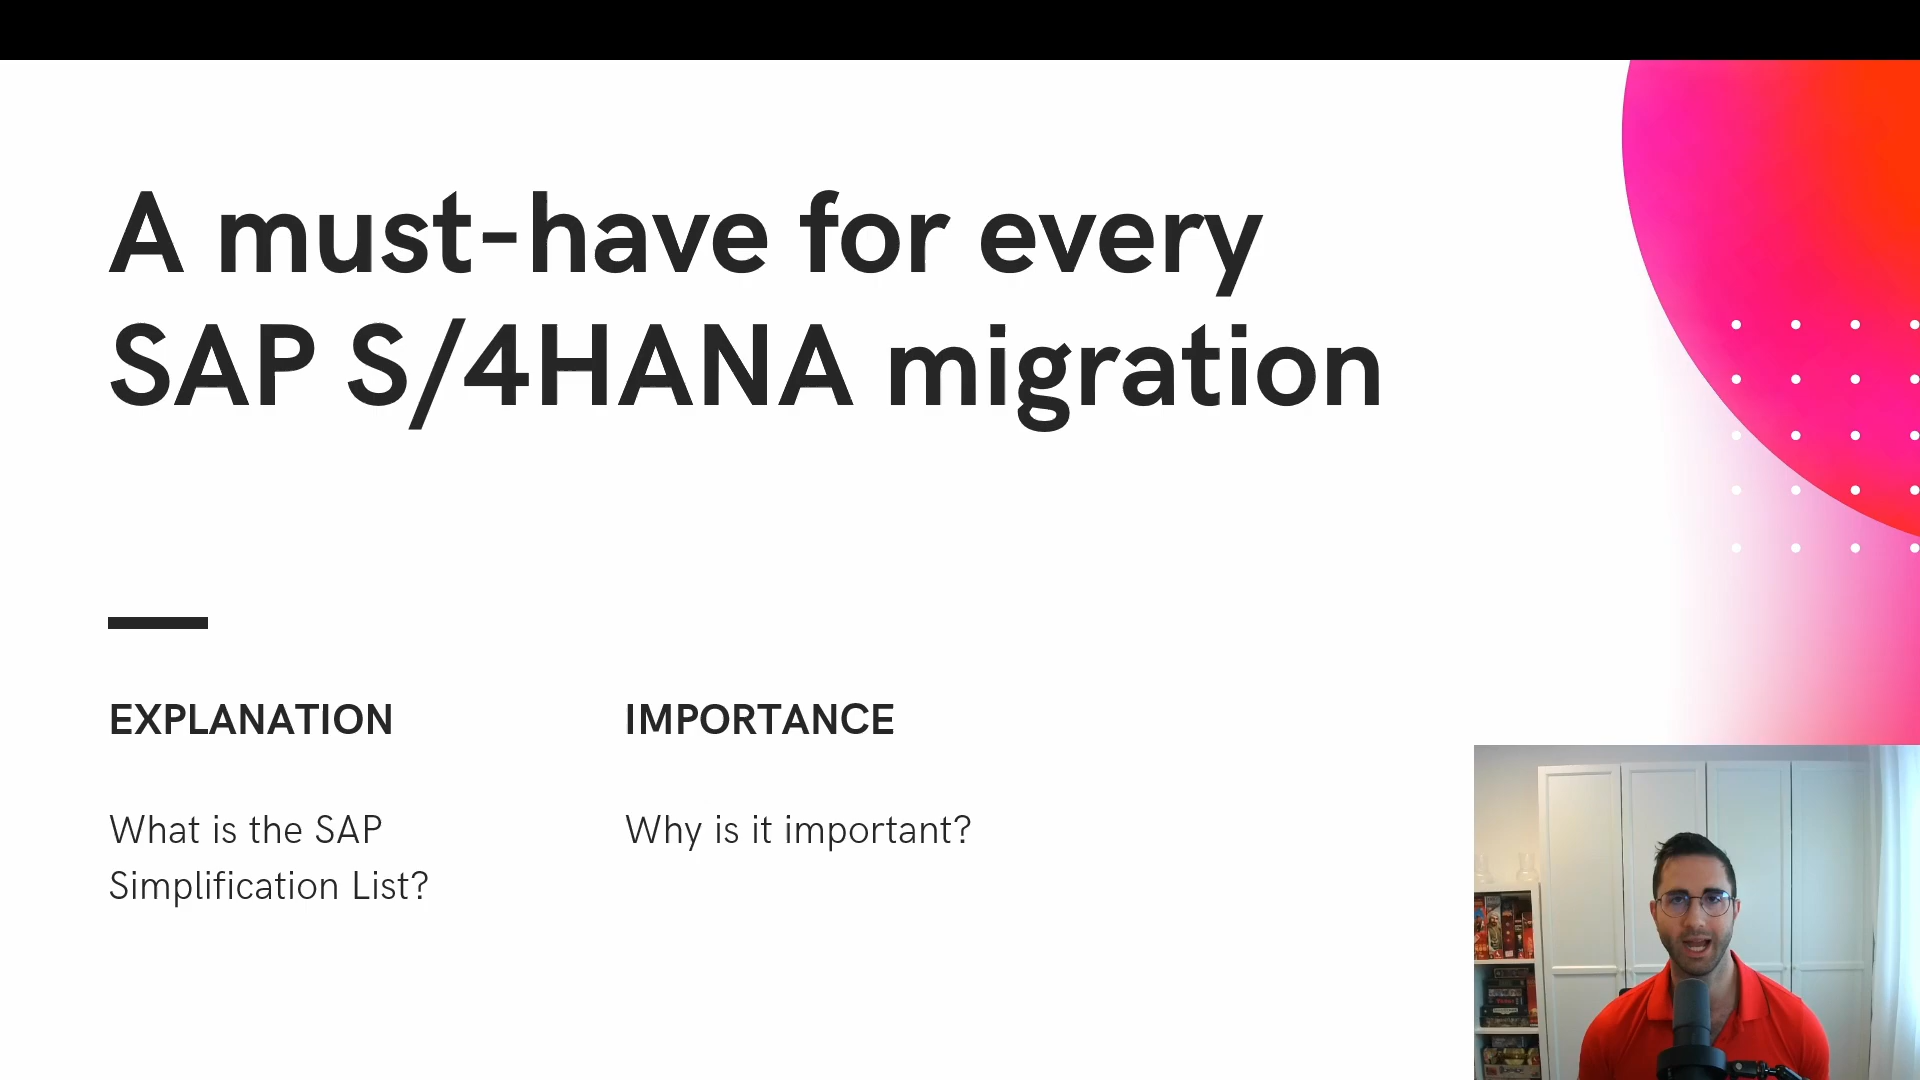 A must-have for every
SAP S/4HANA migration
EXPLANATION
What is the SAP
Simplification List?
IMPORTANCE
Why is it important?